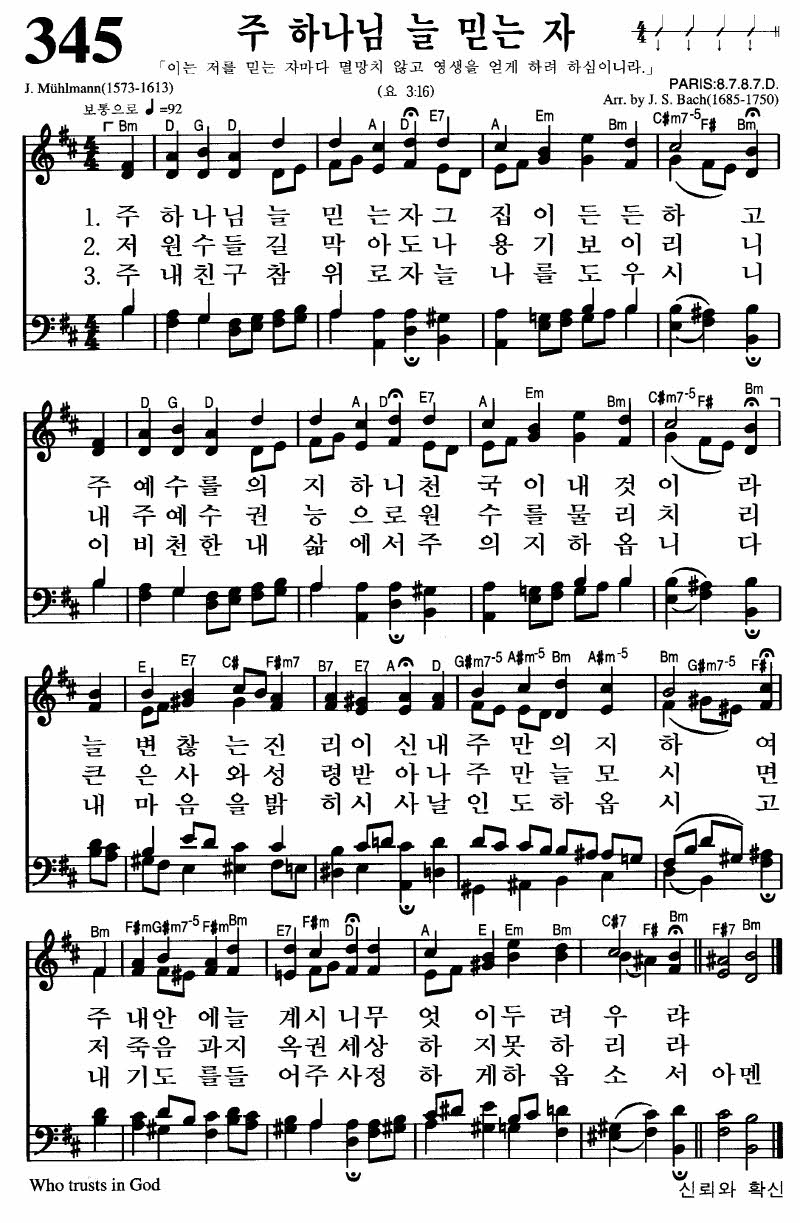 345
주 하나님 늘 믿는 자
「이는 저를 믿는 자마다 멸망치 않고 영생을 얻게 하려 하심이니라.」
J. Mühlmann(1573-1613)
(요 3:16)
PARIS:8.7.8.7.D.
보통으로 ♩=92
Arr. by J. S. Bach(1685-1750)
Bm D G D A D E7 A Em Bm C#m7-5 F# Bm
1. 주 하나님 늘 믿 는자그 집 이 든 든 하 고
2. 저 원수들 길 막 아도나 용 기 보 이 리 니
3. 주 내친구 참 위 로자늘 나 를 도 우 시 니
D G D A D E7 A Em Bm C#m7-5 F# Bm
주 예수를 의 지 하니천 국 이 내 것 이 라
내 주예수 권 능 으로원 수 를 물 리 치 리
이 비천한 내 삶 에서주 의 지 하 옵 니 다
E E7 C# F#m7 B7 E7 A D G#m7-5 A#m-5 Bm A#m-5 Bm G#m7-5 F#
늘 변찮 는진 리이 신내 주 만 의 지 하 여
큰 은사 와성 령받 아나 주 만 늘 모 시 면
내 마음 을밝 히시 사날 인 도 하 옵 시 고
Bm F#m G#m7-5 F#m Bm E7 F#m D A E Em Bm C#7 F# Bm F#7 Bm
주 내안 에늘 계시 니무 엇 이두 려 우 랴
저 죽음 과지 옥권 세상 하 지못 하 리 라
내 기도 를들 어주 사정 하 게하 옵 소 서 아멘
Who trusts in God
신뢰와 확신